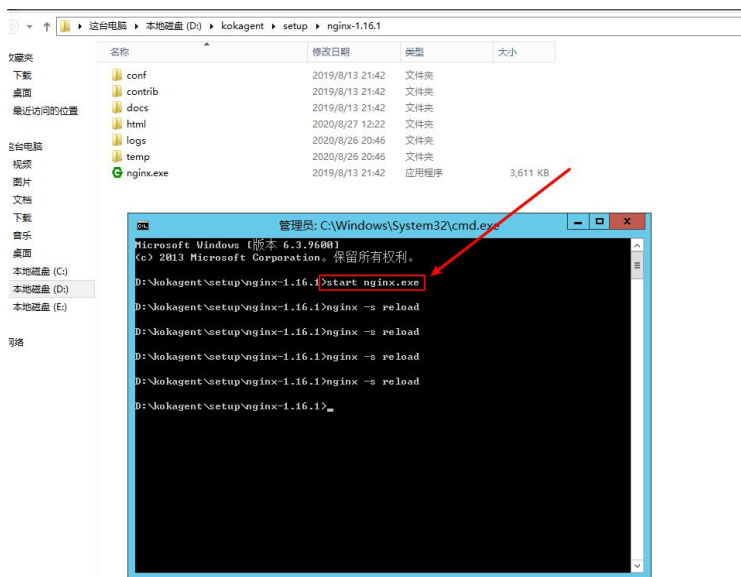 这台电脑 ▸ 本地磁盘 (D:) ▸ kokagent ▸ setup ▸ nginx-1.16.1
名称 修改日期 类型 大小
conf 2019/8/13 21:42 文件夹
contrib 2019/8/13 21:42 文件夹
docs 2019/8/13 21:42 文件夹
html 2020/8/27 12:22 文件夹
logs 2020/8/26 20:46 文件夹
temp 2020/8/26 20:46 文件夹
nginx.exe 2019/8/13 21:42 应用程序 3,611 KB
收藏夹
下载
桌面
最近访问的位置
这台电脑
视频
图片
文档
下载
音乐
桌面
本地磁盘 (C:)
本地磁盘 (D:)
本地磁盘 (E:)
网络
管理员: C:\Windows\System32\cmd.exe
Microsoft Windows [版本 6.3.9600]
(c) 2013 Microsoft Corporation。保留所有权利。
D:\kokagent\setup\nginx-1.16.1>start nginx.exe
D:\kokagent\setup\nginx-1.16.1>nginx -s reload
D:\kokagent\setup\nginx-1.16.1>nginx -s reload
D:\kokagent\setup\nginx-1.16.1>nginx -s reload
D:\kokagent\setup\nginx-1.16.1>nginx -s reload
D:\kokagent\setup\nginx-1.16.1>_